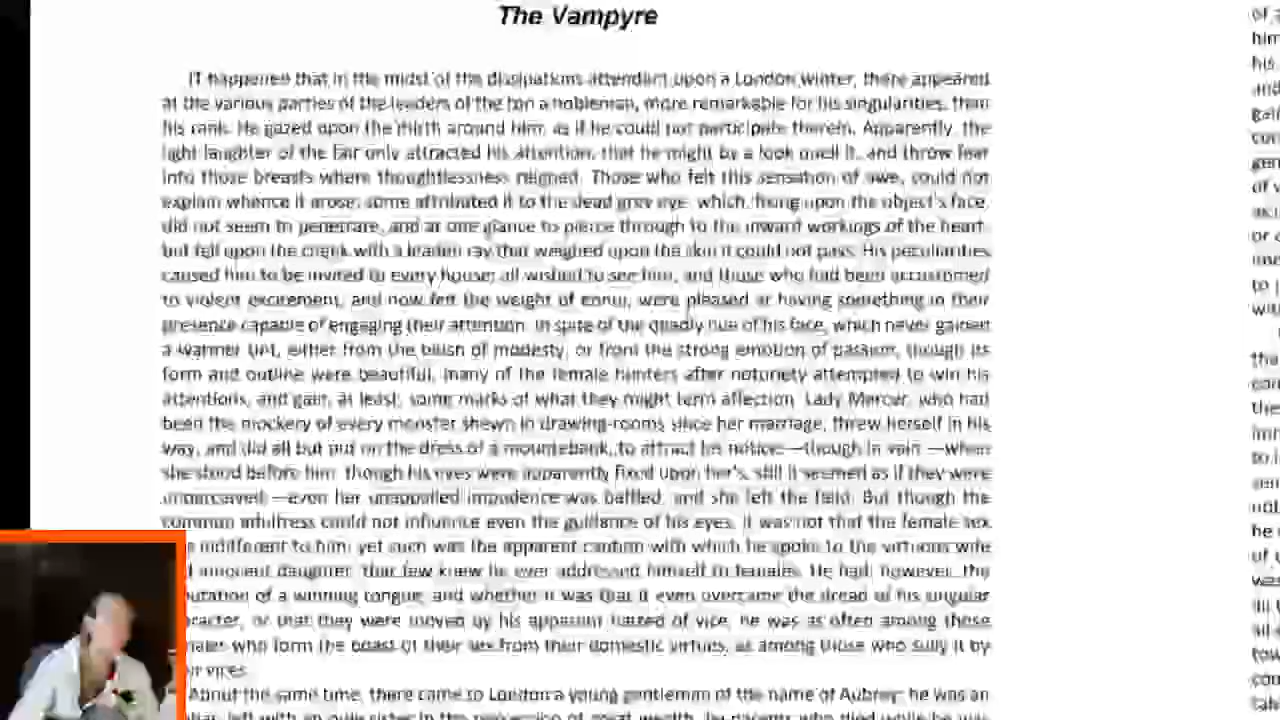 The Vampyre
IT happened that in the midst of the dissipations attendant upon a London winter, there appeared
at the various parties of the leaders of the ton a nobleman, more remarkable for his singularities, than
his rank. He gazed upon the mirth around him, as if he could not participate therein. Apparently, the
light laughter of the fair only attracted his attention, that he might by a look quell it, and throw fear
into those breasts where thoughtlessness reigned. Those who felt this sensation of awe, could not
explain whence it arose: some attributed it to the dead grey eye, which, fixing upon the object's face,
did not seem to penetrate, and at one glance to pierce through to the inward workings of the heart;
but fell upon the cheek with a leaden ray that weighed upon the skin it could not pass. His peculiarities
caused him to be invited to every house; all wished to see him, and those who had been accustomed
to violent excitement, and now felt the weight of ennui, were pleased at having something in their
presence capable of engaging their attention. In spite of the deadly hue of his face, which never gained
a warmer tint, either from the blush of modesty, or from the strong emotion of passion, though its
form and outline were beautiful, many of the female hunters after notoriety attempted to win his
attentions, and gain, at least, some marks of what they might term affection: Lady Mercer, who had
been the mockery of every monster shewn in drawing-rooms since her marriage, threw herself in his
way, and did all but put on the dress of a mountebank, to attract his notice:—though in vain:—when
she stood before him, though his eyes were apparently fixed upon her's, still it seemed as if they were
unperceived;—even her unappalled impudence was baffled, and she left the field. But though the
common adultress could not influence even the guidance of his eyes, it was not that the female sex
indifferent to him: yet such was the apparent caution with which he spoke to the virtuous wife
innocent daughter, that few knew he ever addressed himself to females. He had, however, the
utation of a winning tongue; and whether it was that it even overcame the dread of his singular
racter, or that they were moved by his apparent hatred of vice, he was as often among those
males who form the boast of their sex from their domestic virtues, as among those who sully it by
ir vices.
About the same time, there came to London a young gentleman of the name of Aubrey: he was an
left with an only sister in the possession of great wealth, by parents who died while he was